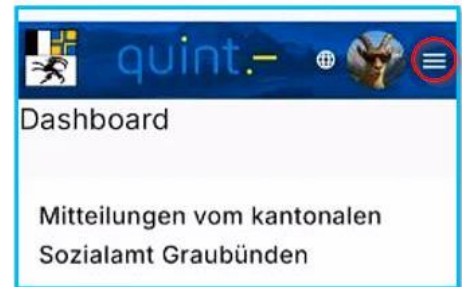 quint.-
Dashboard
Mitteilungen vom kantonalen
Sozialamt Graubünden